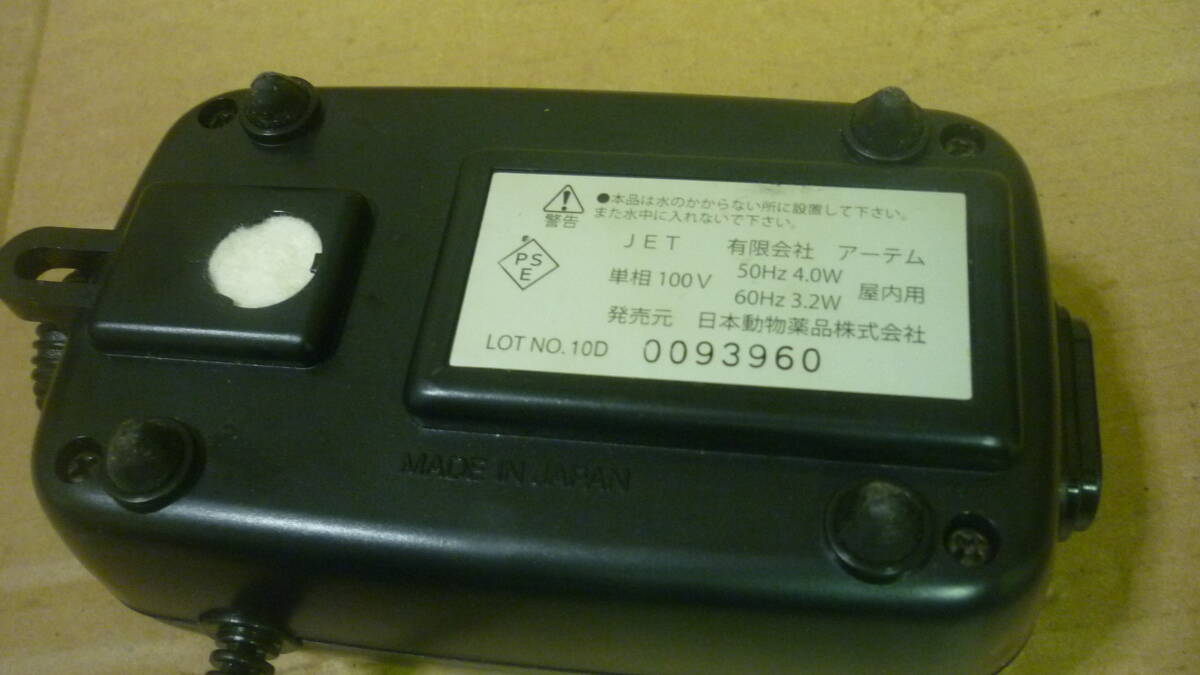 ●本品は水のかからない所に設置して下さい。
また水中に入れないで下さい。
警告
PS
E
JET 有限会社 アーテム
単相 100V 50Hz 4.0W 60Hz 3.2W 屋内用
発売元 日本動物薬品株式会社
LOT NO. 10D 0093960
MADE IN JAPAN